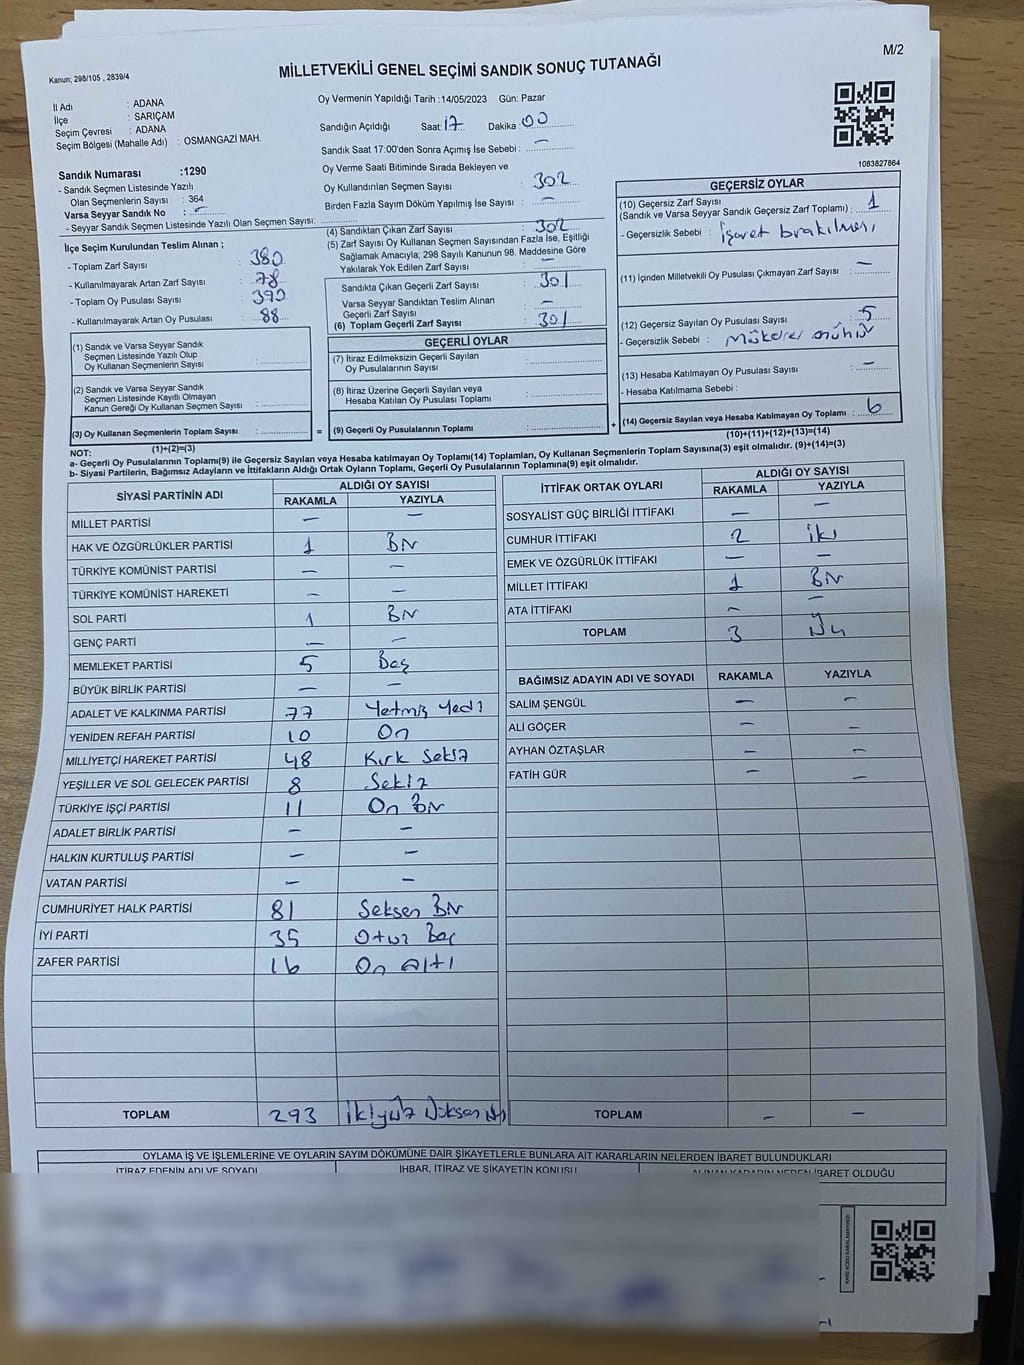 M/2
Kanun; 298/105 , 2839/4
MİLLETVEKİLİ GENEL SEÇİMİ SANDIK SONUÇ TUTANAĞI
İl Adı : ADANA
İlçe : SARIÇAM
Seçim Çevresi : ADANA
Seçim Bölgesi (Mahalle Adı) : OSMANGAZİ MAH.
Sandık Numarası :1290
- Sandık Seçmen Listesinde Yazılı
Olan Seçmenlerin Sayısı : 364
Varsa Seyyar Sandık No : –
- Seyyar Sandık Seçmen Listesinde Yazılı Olan Seçmen Sayısı:
İlçe Seçim Kurulundan Teslim Alınan ;
- Toplam Zarf Sayısı : 380
- Kullanılmayarak Artan Zarf Sayısı : 78
- Toplam Oy Pusulası Sayısı : 390
- Kullanılmayarak Artan Oy Pusulası : 88
Oy Vermenin Yapıldığı Tarih :14/05/2023 Gün: Pazar
Sandığın Açıldığı Saat: 17 Dakika: 00
Sandık Saat 17:00'den Sonra Açımış İse Sebebi : –
Oy Verme Saati Bitiminde Sırada Bekleyen ve
Oy Kullandırılan Seçmen Sayısı : 302
Birden Fazla Sayım Döküm Yapılmış İse Sayısı : –
(4) Sandıktan Çıkan Zarf Sayısı : 302
(5) Zarf Sayısı Oy Kullanan Seçmen Sayısından Fazla İse, Eşitliği
Sağlamak Amacıyla; 298 Sayılı Kanunun 98. Maddesine Göre
Yakılarak Yok Edilen Zarf Sayısı : –
Sandıkta Çıkan Geçerli Zarf Sayısı : 301
Varsa Seyyar Sandıktan Teslim Alınan
Geçerli Zarf Sayısı : –
(6) Toplam Geçerli Zarf Sayısı : 301
1083827864
GEÇERSİZ OYLAR
(10) Geçersiz Zarf Sayısı
(Sandık ve Varsa Seyyar Sandık Geçersiz Zarf Toplamı) : 1
- Geçersizlik Sebebi : işaret bırakılması
(11) İçinden Milletvekili Oy Pusulası Çıkmayan Zarf Sayısı : –
(12) Geçersiz Sayılan Oy Pusulası Sayısı : 5
- Geçersizlik Sebebi : mükerrer mühür
(13) Hesaba Katılmayan Oy Pusulası Sayısı : –
- Hesaba Katılmama Sebebi :
(14) Geçersiz Sayılan veya Hesaba Katılmayan Oy Toplamı : 6
(10)+(11)+(12)+(13)=(14)
(1) Sandık ve Varsa Seyyar Sandık
Seçmen Listesinde Yazılı Olup
Oy Kullanan Seçmenlerin Sayısı :
(2) Sandık ve Varsa Seyyar Sandık
Seçmen Listesinde Kayıtlı Olmayan
Kanun Gereği Oy Kullanan Seçmen Sayısı :
(3) Oy Kullanan Seçmenlerin Toplam Sayısı :
(1)+(2)=(3)
GEÇERLİ OYLAR
(7) İtiraz Edilmeksizin Geçerli Sayılan
Oy Pusulalarının Sayısı :
(8) İtiraz Üzerine Geçerli Sayılan veya
Hesaba Katılan Oy Pusulası Toplamı :
= (9) Geçerli Oy Pusulalarının Toplamı : +
NOT:
a- Geçerli Oy Pusulalarının Toplamı(9) ile Geçersiz Sayılan veya Hesaba katılmayan Oy Toplamı(14) Toplamları, Oy Kullanan Seçmenlerin Toplam Sayısına(3) eşit olmalıdır. (9)+(14)=(3)
b- Siyasi Partilerin, Bağımsız Adayların ve İttifakların Aldığı Ortak Oyların Toplamı, Geçerli Oy Pusulalarının Toplamına(9) eşit olmalıdır.
SİYASİ PARTİNİN ADI ALDIĞI OY SAYISI
RAKAMLA YAZIYLA
MİLLET PARTİSİ – –
HAK VE ÖZGÜRLÜKLER PARTİSİ 1 Bir
TÜRKİYE KOMÜNİST PARTİSİ – –
TÜRKİYE KOMÜNİST HAREKETİ – –
SOL PARTİ 1 Bir
GENÇ PARTİ – –
MEMLEKET PARTİSİ 5 Beş
BÜYÜK BİRLİK PARTİSİ – –
ADALET VE KALKINMA PARTİSİ 77 Yetmiş Yedi
YENİDEN REFAH PARTİSİ 10 On
MİLLİYETÇİ HAREKET PARTİSİ 48 Kırk Sekiz
YEŞİLLER VE SOL GELECEK PARTİSİ 8 Sekiz
TÜRKİYE İŞÇİ PARTİSİ 11 On Bir
ADALET BİRLİK PARTİSİ – –
HALKIN KURTULUŞ PARTİSİ – –
VATAN PARTİSİ – –
CUMHURİYET HALK PARTİSİ 81 Seksen Bir
İYİ PARTİ 35 Otuz Beş
ZAFER PARTİSİ 16 On altı
TOPLAM 293
İTTİFAK ORTAK OYLARI ALDIĞI OY SAYISI
RAKAMLA YAZIYLA
SOSYALİST GÜÇ BİRLİĞİ İTTİFAKI – –
CUMHUR İTTİFAKI 2 iki
EMEK VE ÖZGÜRLÜK İTTİFAKI – –
MİLLET İTTİFAKI 1 Bir
ATA İTTİFAKI – –
TOPLAM 3 Üç
BAĞIMSIZ ADAYIN ADI VE SOYADI RAKAMLA YAZIYLA
SALİM ŞENGÜL – –
ALİ GÖÇER – –
AYHAN ÖZTAŞLAR – –
FATİH GÜR – –
TOPLAM – –
OYLAMA İŞ VE İŞLEMLERİNE VE OYLARIN SAYIM DÖKÜMÜNE DAİR ŞİKAYETLERLE BUNLARA AİT KARARLARIN NELERDEN İBARET BULUNDUKLARI
İTİRAZ EDENİN ADI VE SOYADI İHBAR, İTİRAZ VE ŞİKAYETİN KONUSU ALINAN KARARIN NEDEN İBARET OLDUĞU